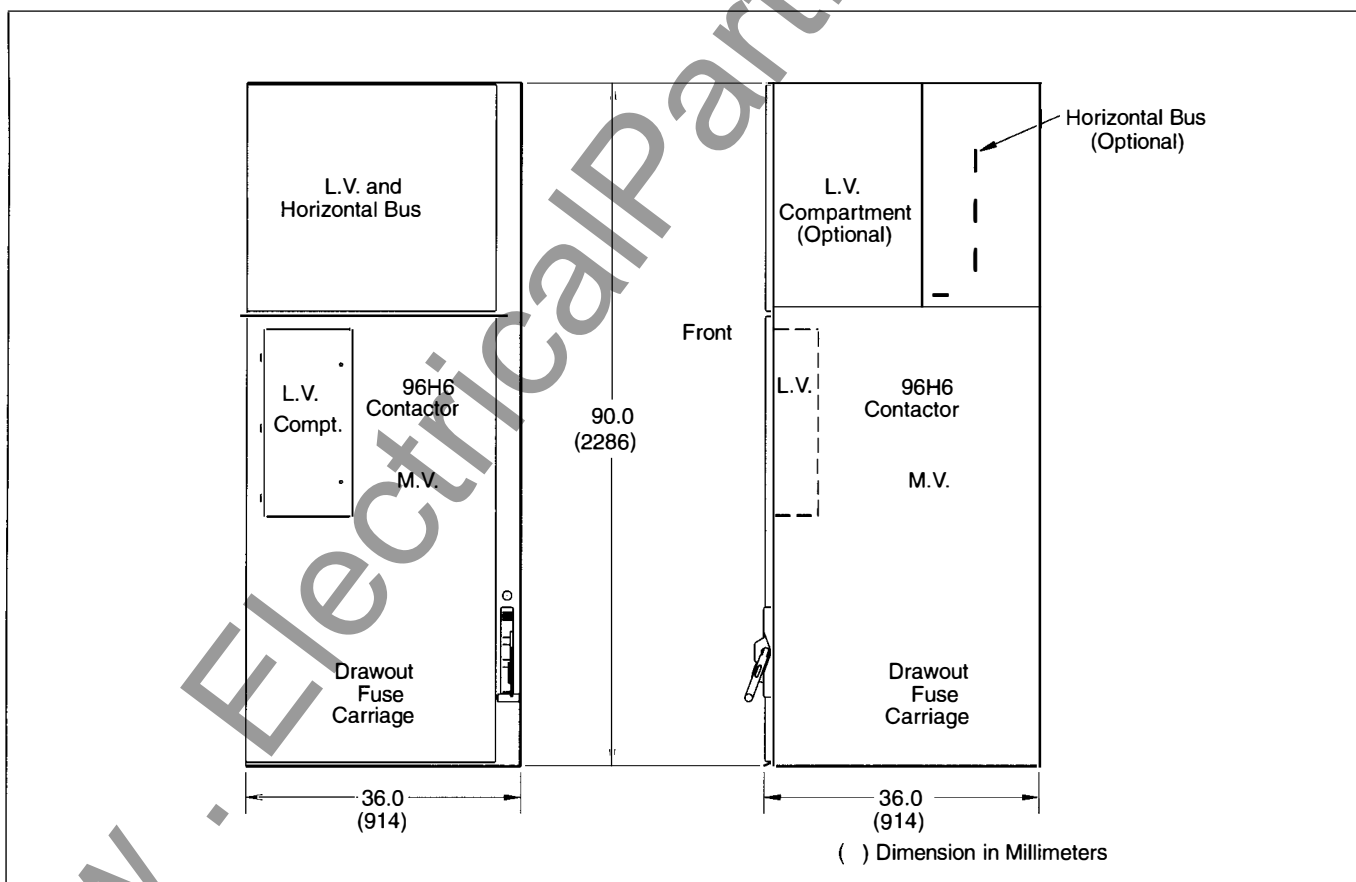 L.V. and
Horizontal Bus
L.V.
Compt.
96H6
Contactor
M.V.
Drawout
Fuse
Carriage
36.0
(914)
90.0
(2286)
Front
L.V.
Compartment
(Optional)
Horizontal Bus
(Optional)
L.V.
96H6
Contactor
M.V.
Drawout
Fuse
Carriage
36.0
(914)
( ) Dimension in Millimeters
. ElectricalPart